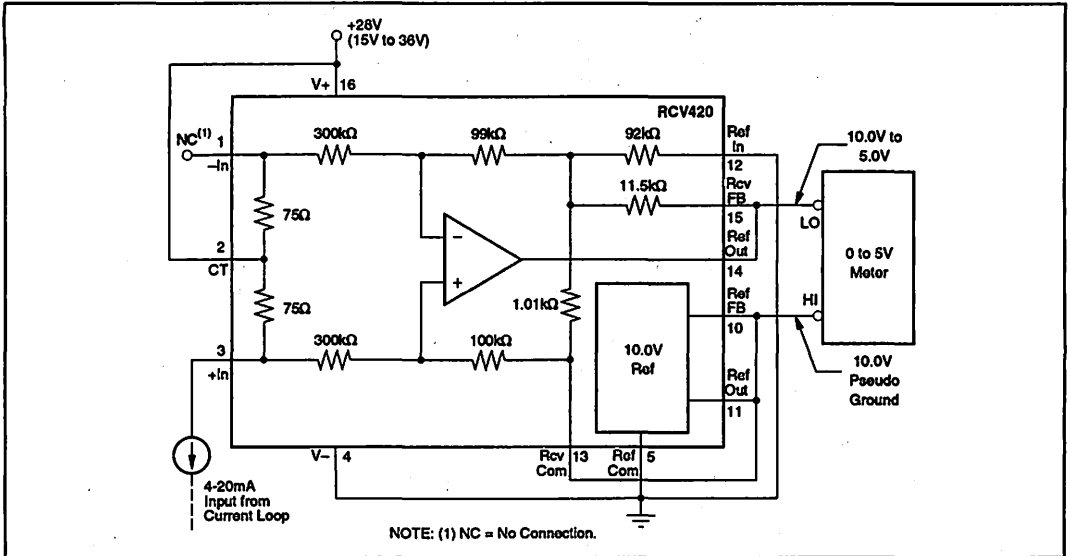 +28V
(15V to 36V)
V+ 16
RCV420
NC(1) 1
–In
300kΩ
99kΩ
92kΩ
Ref
In
12
11.5kΩ
Rcv
FB
15
10.0V to
5.0V
LO
75Ω
2
CT
–
+
Ref
Out
14
0 to 5V
Meter
75Ω
1.01kΩ
Ref
FB
10
HI
3
+In
300kΩ
100kΩ
10.0V
Ref
Ref
Out
11
10.0V
Pseudo
Ground
V– 4
Rcv 13
Com
Ref 5
Com
4-20mA
Input from
Current Loop
NOTE: (1) NC = No Connection.